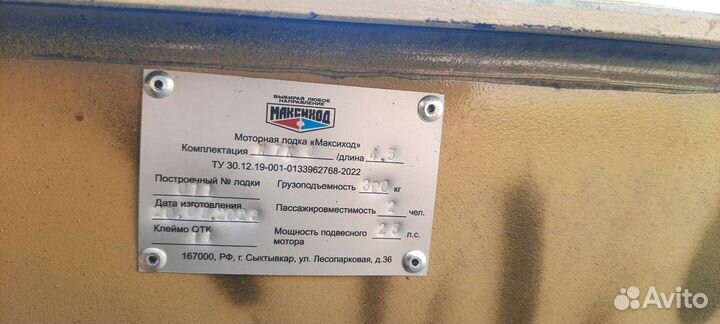 ВЫБИРАЙ ЛЮБОЕ
НАПРАВЛЕНИЕ
МАКСИХОД
Моторная лодка «Максиход»
Комплектация /длина 4,5
ТУ 30.12.19-001-0133962768-2022
Построечный № лодки
Грузоподъемность 300 кг
Дата изготовления
Пассажировместимость 2 чел.
Клеймо ОТК
Мощность подвесного 25 л.с.
мотора
167000, РФ, г. Сыктывкар, ул. Лесопарковая, д.36
Avito